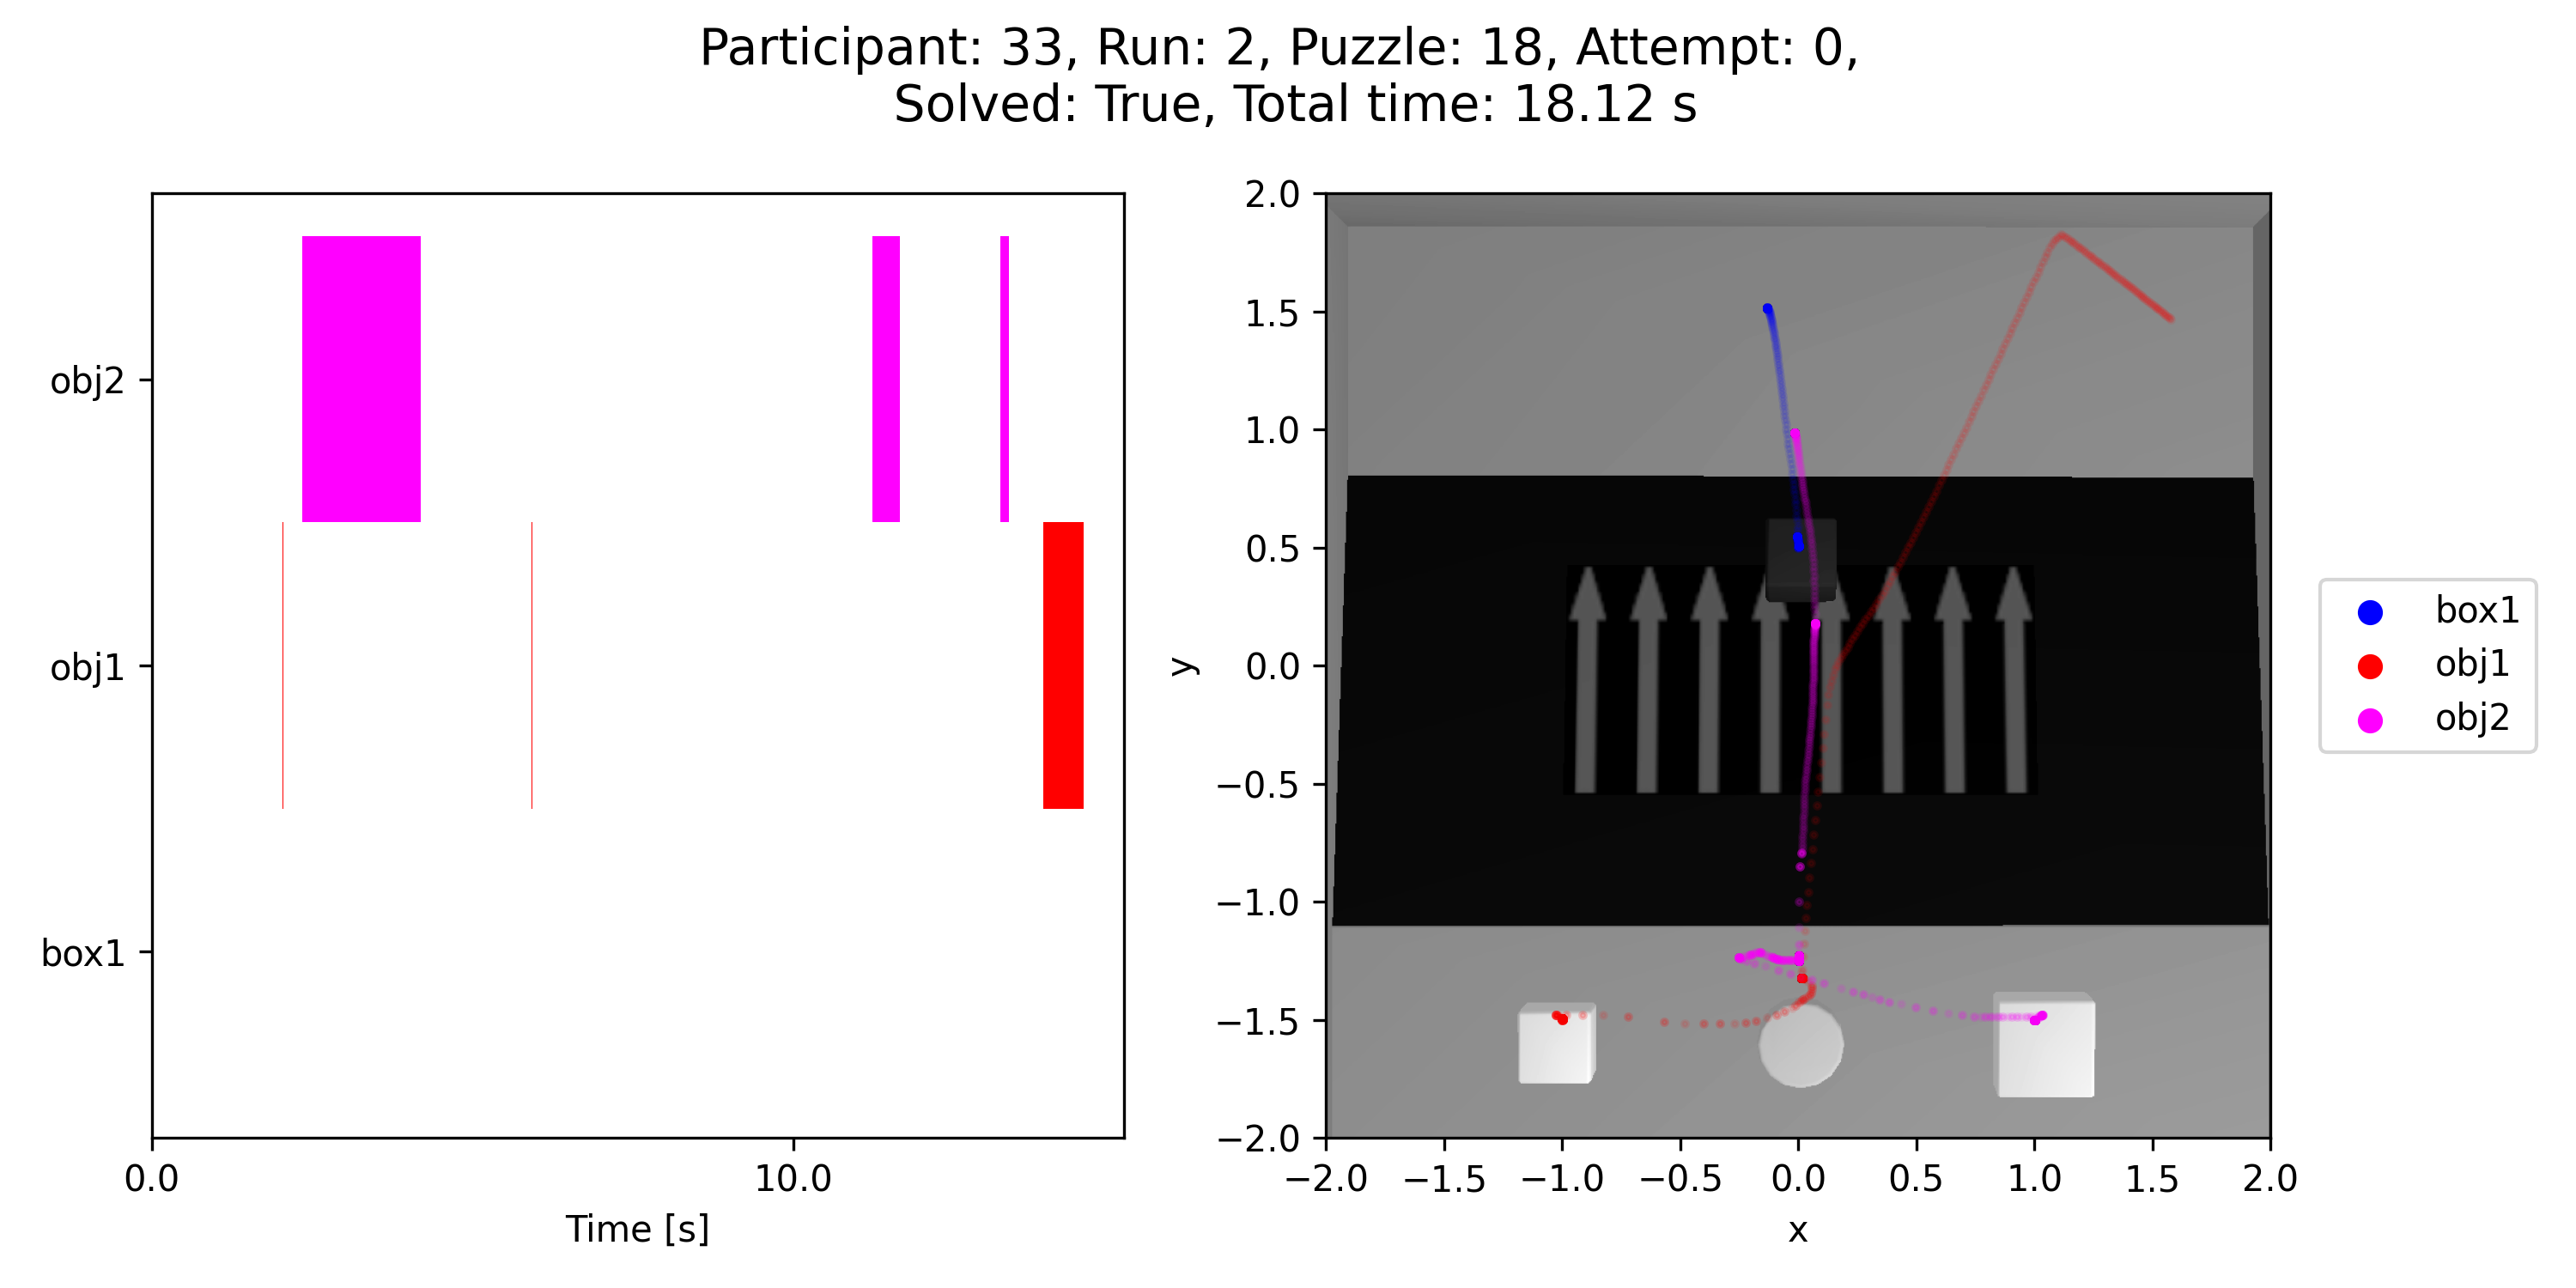 Participant: 33, Run: 2, Puzzle: 18, Attempt: 0,
Solved: True, Total time: 18.12 s
obj2
obj1
box1
0.0
10.0
Time [s]
2.0
1.5
1.0
0.5
0.0
−0.5
−1.0
−1.5
−2.0
y
−2.0
−1.5
−1.0
−0.5
0.0
0.5
1.0
1.5
2.0
x
box1
obj1
obj2